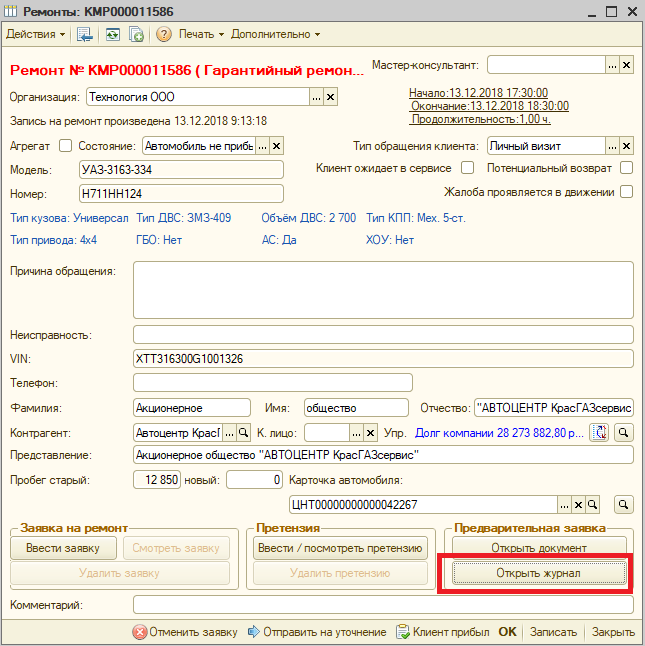 Ремонты: КМР000011586
Действия Печать Дополнительно
Ремонт № КМР000011586 ( Гарантийный ремон... Мастер-консультант:
Организация: Технология ООО Начало:13.12.2018 17:30:00
Окончание:13.12.2018 18:30:00
Запись на ремонт произведена 13.12.2018 9:13:18 Продолжительность:1,00 ч.
Агрегат Состояние: Автомобиль не прибы Тип обращения клиента: Личный визит
Модель: УАЗ-3163-334 Клиент ожидает в сервисе Потенциальный возврат
Номер: Н711НН124 Жалоба проявляется в движении
Тип кузова: Универсал Тип ДВС: ЗМЗ-409 Объём ДВС: 2 700 Тип КПП: Мех. 5-ст.
Тип привода: 4x4 ГБО: Нет АС: Да ХОУ: Нет
Причина обращения:
Неисправность:
VIN: XTT316300G1001326
Телефон:
Фамилия: Акционерное Имя: общество Отчество: "АВТОЦЕНТР КрасГАЗсервис
Контрагент: Автоцентр КрасГ К. лицо: Упр. Долг компании 28 273 882,80 р...
Представление: Акционерное общество "АВТОЦЕНТР КрасГАЗсервис"
Пробег старый: 12 850 новый: 0 Карточка автомобиля:
ЦНТ00000000000042267
Заявка на ремонт Претензия Предварительная заявка
Ввести заявку Смотреть заявку Ввести / посмотреть претензию Открыть документ
Удалить заявку Удалить претензию Открыть журнал
Комментарий:
Отменить заявку Отправить на уточнение Клиент прибыл ОК Записать Закрыть